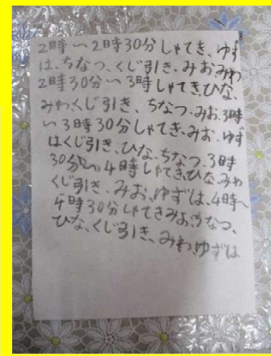 2時〜2時30分しゃてき、ゆず
は、ちなつ、くじ引き、みおみわ
2時30分〜3時しゃてきひな、
みわくじ引き、ちなつ、みお、3時
〜3時30分しゃてき、みお、ゆず
はくじ引き、ひな、ちなつ、3時
30分〜4時しゃてきひな、みわ
くじ引き、みお、ゆずは、4時〜
4時30分しゃてきみお、ちなつ、
ひな、くじ引き、みわ、ゆずは